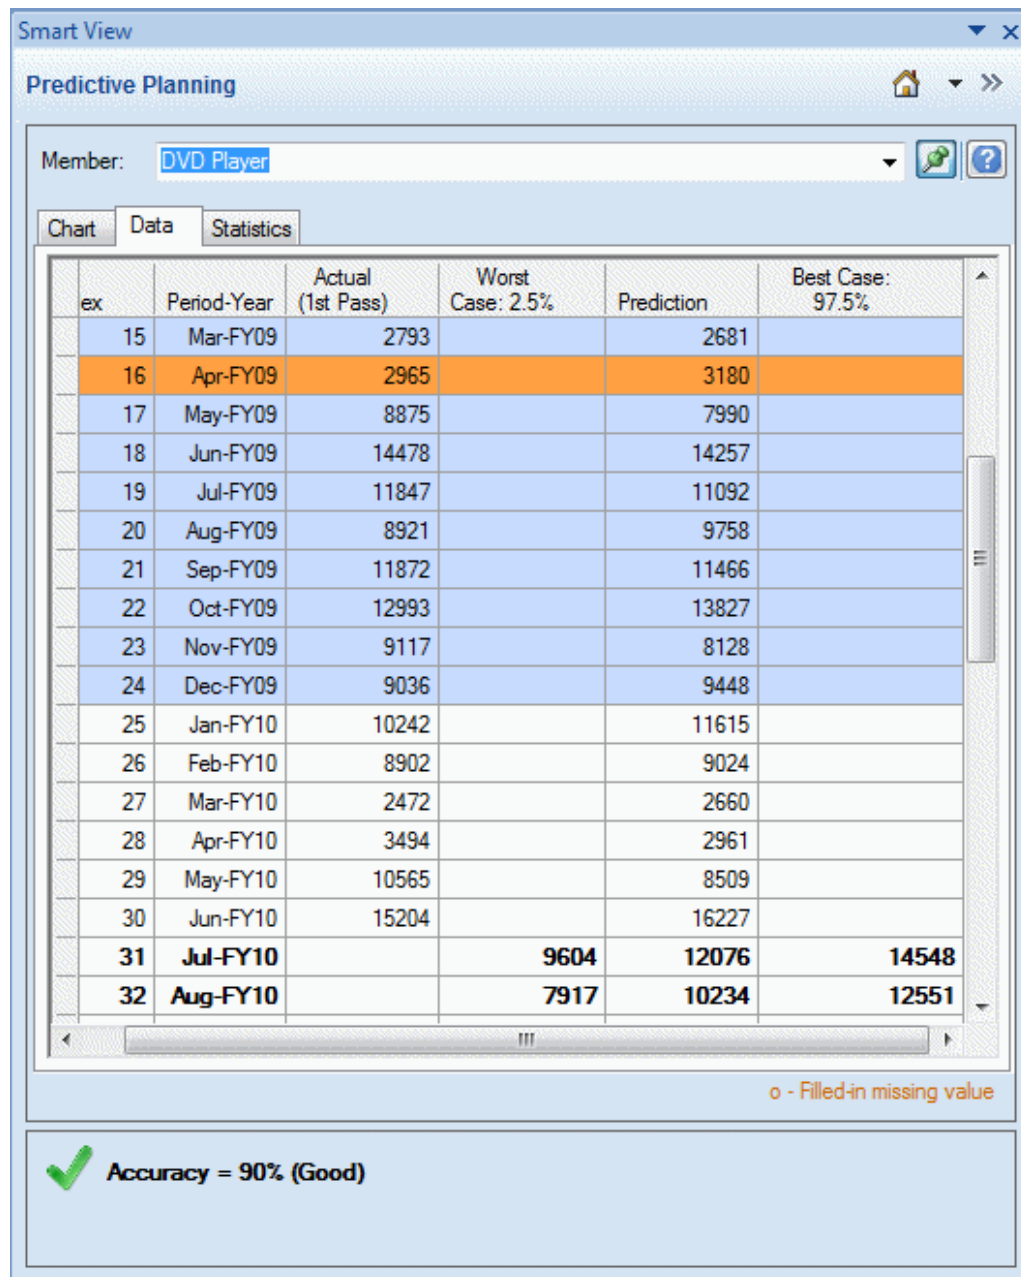 Smart View
Predictive Planning
Member: DVD Player
Chart Data Statistics
ex Period-Year Actual (1st Pass) Worst Case: 2.5% Prediction Best Case: 97.5%
15 Mar-FY09 2793 2681
16 Apr-FY09 2965 3180
17 May-FY09 8875 7990
18 Jun-FY09 14478 14257
19 Jul-FY09 11847 11092
20 Aug-FY09 8921 9758
21 Sep-FY09 11872 11466
22 Oct-FY09 12993 13827
23 Nov-FY09 9117 8128
24 Dec-FY09 9036 9448
25 Jan-FY10 10242 11615
26 Feb-FY10 8902 9024
27 Mar-FY10 2472 2660
28 Apr-FY10 3494 2961
29 May-FY10 10565 8509
30 Jun-FY10 15204 16227
31 Jul-FY10 9604 12076 14548
32 Aug-FY10 7917 10234 12551
o - Filled-in missing value
Accuracy = 90% (Good)